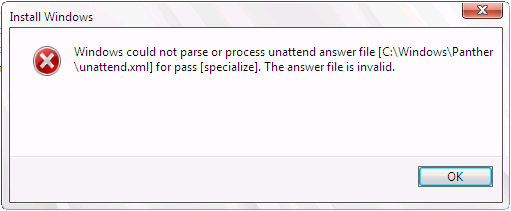 Install Windows
Windows could not parse or process unattend answer file [C:\Windows\Panther
\unattend.xml] for pass [specialize]. The answer file is invalid.
OK